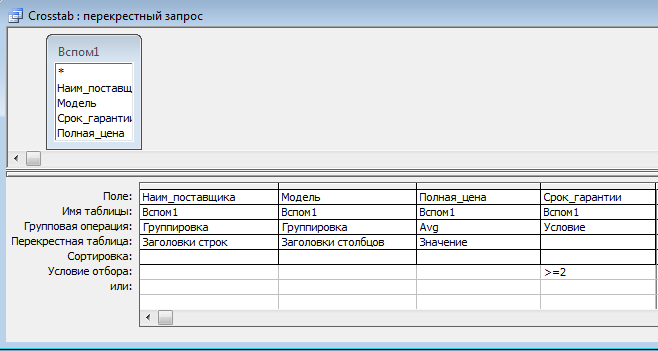 Crosstab : перекрестный запрос
Вспом1
*
Наим_поставщ
Модель
Срок_гарантии
Полная_цена
Поле: Наим_поставщика Модель Полная_цена Срок_гарантии
Имя таблицы: Вспом1 Вспом1 Вспом1 Вспом1
Групповая операция: Группировка Группировка Avg Условие
Перекрестная таблица: Заголовки строк Заголовки столбцов Значение
Сортировка:
Условие отбора: >=2
или: